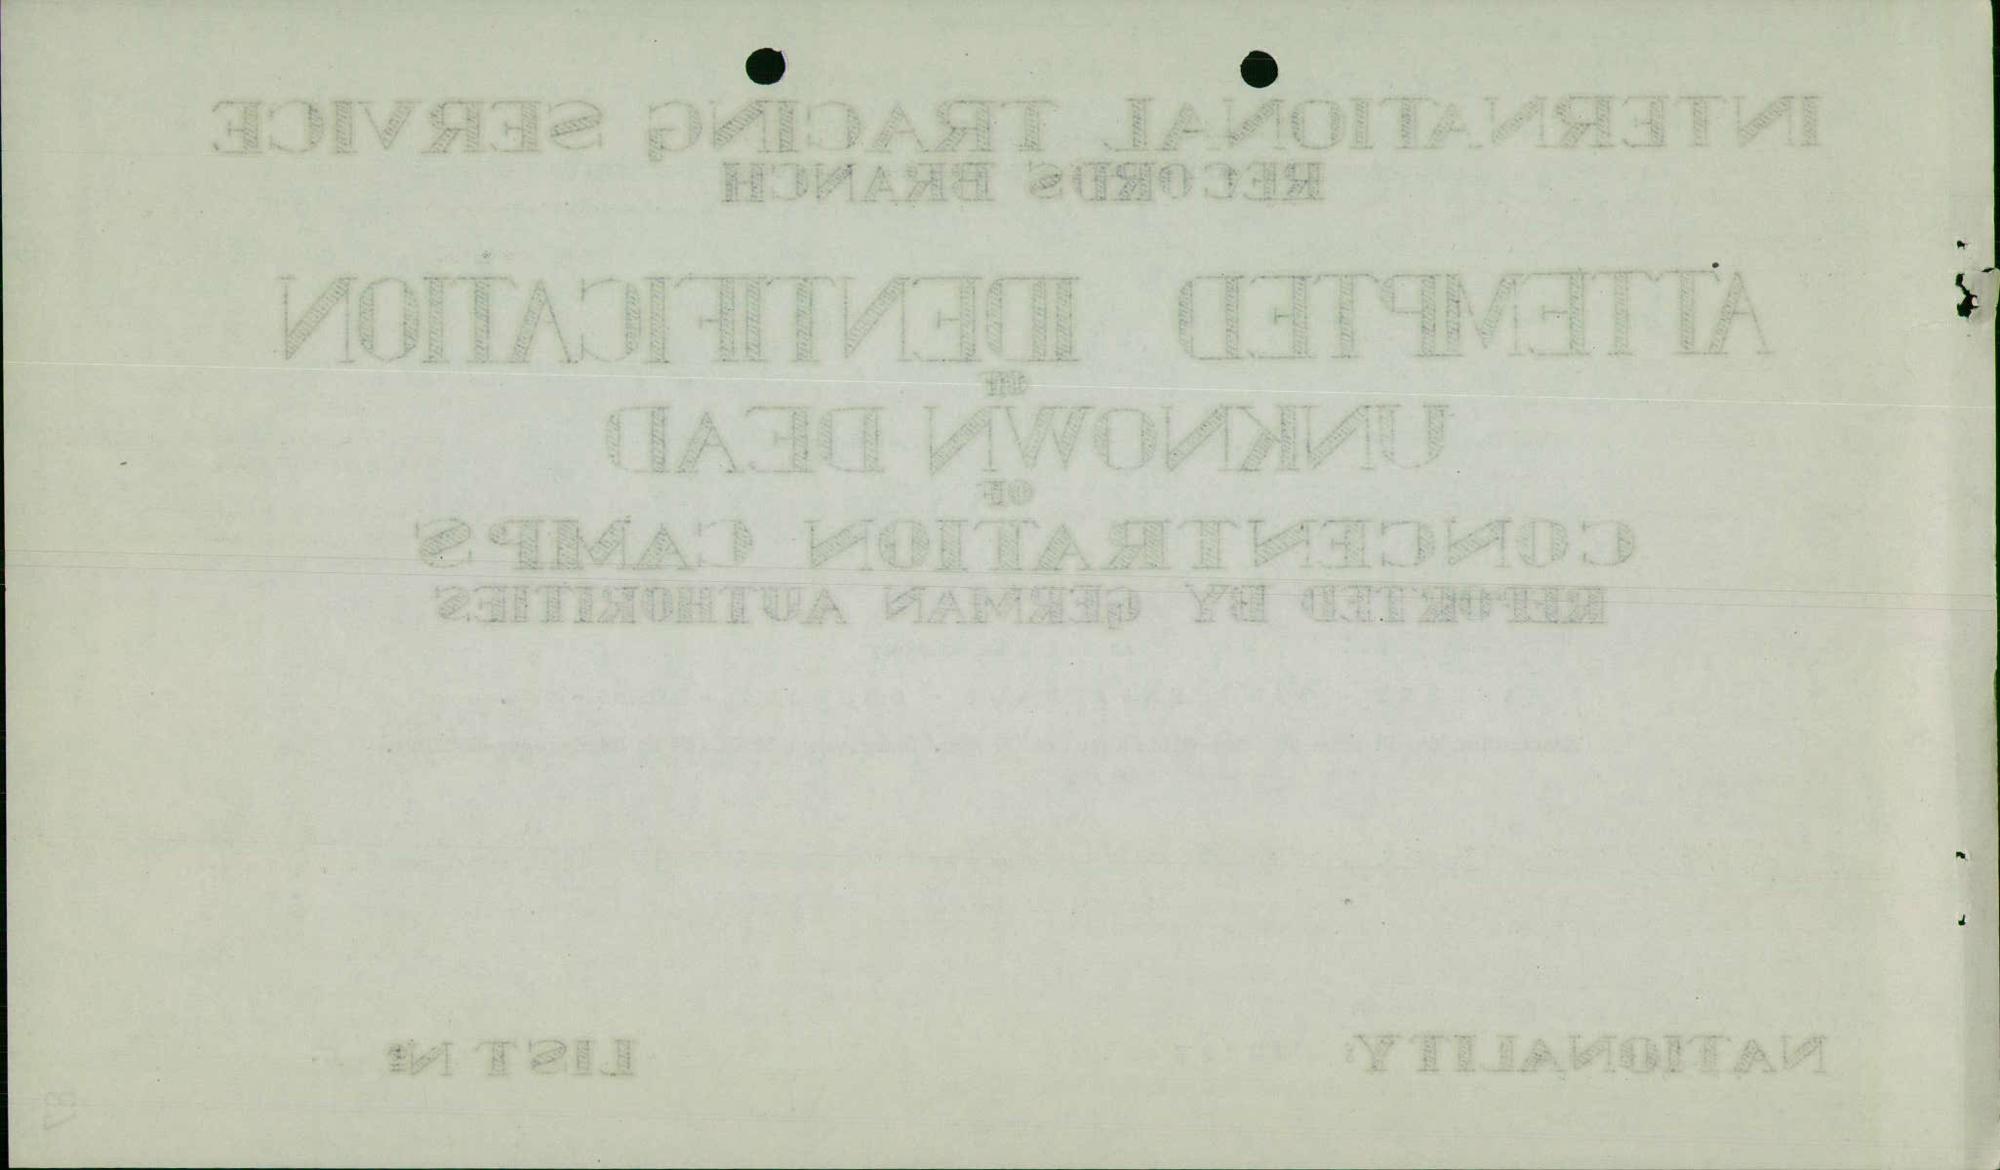 INTERNATIONAL TRACING SERVICE
RECORDS BRANCH
ATTEMPTED IDENTIFICATION
UNKNOWN DEAD
OF
CONCENTRATION CAMPS
REPORTED BY GERMAN AUTHORITIES
NATIONALITY:
LIST Nº